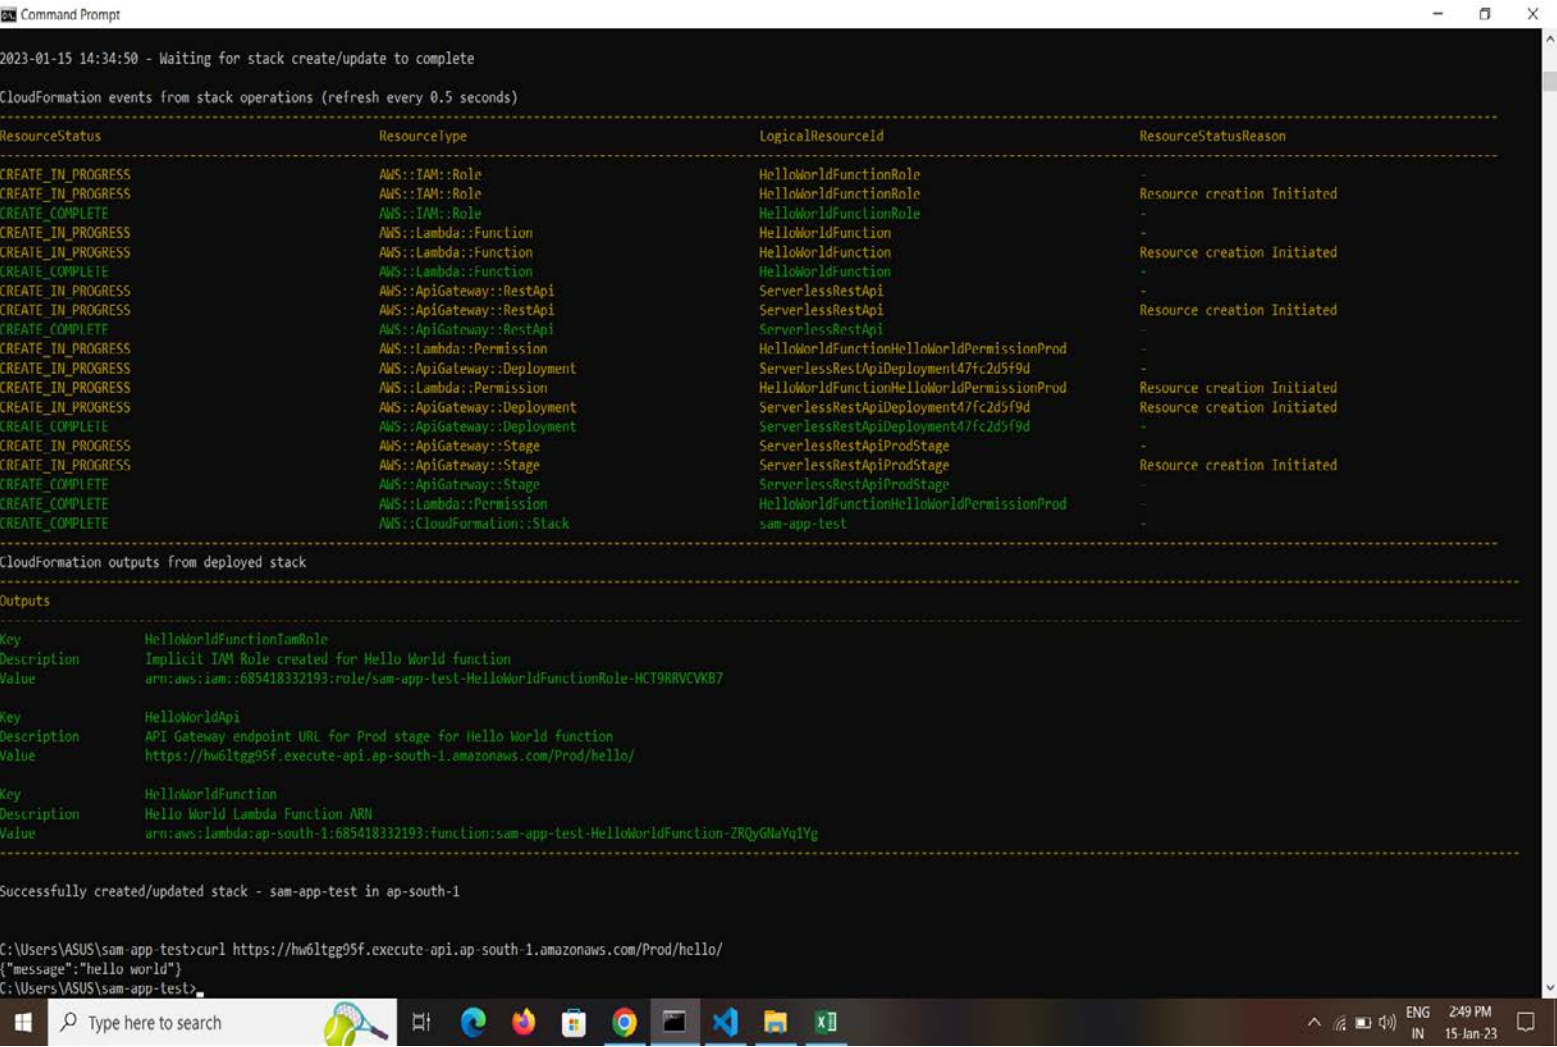 Command Prompt
2023-01-15 14:34:50 - Waiting for stack create/update to complete
CloudFormation events from stack operations (refresh every 0.5 seconds)
ResourceStatus ResourceType LogicalResourceId ResourceStatusReason
CREATE_IN_PROGRESS AWS::IAM::Role HelloWorldFunctionRole -
CREATE_IN_PROGRESS AWS::IAM::Role HelloWorldFunctionRole Resource creation Initiated
CREATE_COMPLETE AWS::IAM::Role HelloWorldFunctionRole -
CREATE_IN_PROGRESS AWS::Lambda::Function HelloWorldFunction -
CREATE_IN_PROGRESS AWS::Lambda::Function HelloWorldFunction Resource creation Initiated
CREATE_COMPLETE AWS::Lambda::Function HelloWorldFunction -
CREATE_IN_PROGRESS AWS::ApiGateway::RestApi ServerlessRestApi -
CREATE_IN_PROGRESS AWS::ApiGateway::RestApi ServerlessRestApi Resource creation Initiated
CREATE_COMPLETE AWS::ApiGateway::RestApi ServerlessRestApi -
CREATE_IN_PROGRESS AWS::Lambda::Permission HelloWorldFunctionHelloWorldPermissionProd -
CREATE_IN_PROGRESS AWS::ApiGateway::Deployment ServerlessRestApiDeployment47fc2d5f9d -
CREATE_IN_PROGRESS AWS::Lambda::Permission HelloWorldFunctionHelloWorldPermissionProd Resource creation Initiated
CREATE_IN_PROGRESS AWS::ApiGateway::Deployment ServerlessRestApiDeployment47fc2d5f9d Resource creation Initiated
CREATE_COMPLETE AWS::ApiGateway::Deployment ServerlessRestApiDeployment47fc2d5f9d -
CREATE_IN_PROGRESS AWS::ApiGateway::Stage ServerlessRestApiProdStage -
CREATE_IN_PROGRESS AWS::ApiGateway::Stage ServerlessRestApiProdStage Resource creation Initiated
CREATE_COMPLETE AWS::ApiGateway::Stage ServerlessRestApiProdStage -
CREATE_COMPLETE AWS::Lambda::Permission HelloWorldFunctionHelloWorldPermissionProd -
CREATE_COMPLETE AWS::CloudFormation::Stack sam-app-test -
CloudFormation outputs from deployed stack
Outputs
Key HelloWorldFunctionIamRole
Description Implicit IAM Role created for Hello World function
Value arn:aws:iam::685418332193:role/sam-app-test-HelloWorldFunctionRole-HCT9RRVCVKB7
Key HelloWorldApi
Description API Gateway endpoint URL for Prod stage for Hello World function
Value https://hw6ltgg95f.execute-api.ap-south-1.amazonaws.com/Prod/hello/
Key HelloWorldFunction
Description Hello World Lambda Function ARN
Value arn:aws:lambda:ap-south-1:685418332193:function:sam-app-test-HelloWorldFunction-ZRQyGNaYq1Yg
Successfully created/updated stack - sam-app-test in ap-south-1
C:\Users\ASUS\sam-app-test>curl https://hw6ltgg95f.execute-api.ap-south-1.amazonaws.com/Prod/hello/
{"message":"hello world"}
C:\Users\ASUS\sam-app-test>
Type here to search
ENG 2:49 PM
IN 15-Jan-23